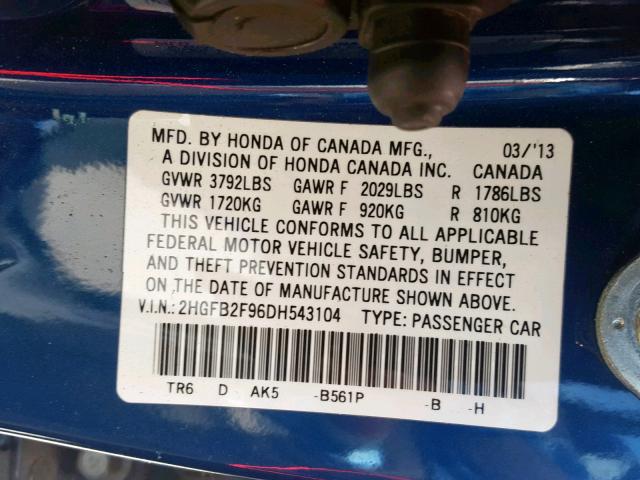 MFD. BY HONDA OF CANADA MFG., 03/'13
A DIVISION OF HONDA CANADA INC. CANADA
GVWR 3792LBS GAWR F 2029LBS R 1786LBS
GVWR 1720KG GAWR F 920KG R 810KG
THIS VEHICLE CONFORMS TO ALL APPLICABLE
FEDERAL MOTOR VEHICLE SAFETY, BUMPER,
AND THEFT PREVENTION STANDARDS IN EFFECT
ON THE DATE OF MANUFACTURE SHOWN ABOVE.
V.I.N.: 2HGFB2F96DH543104 TYPE: PASSENGER CAR
TR6 D AK5 -B561P -B -H